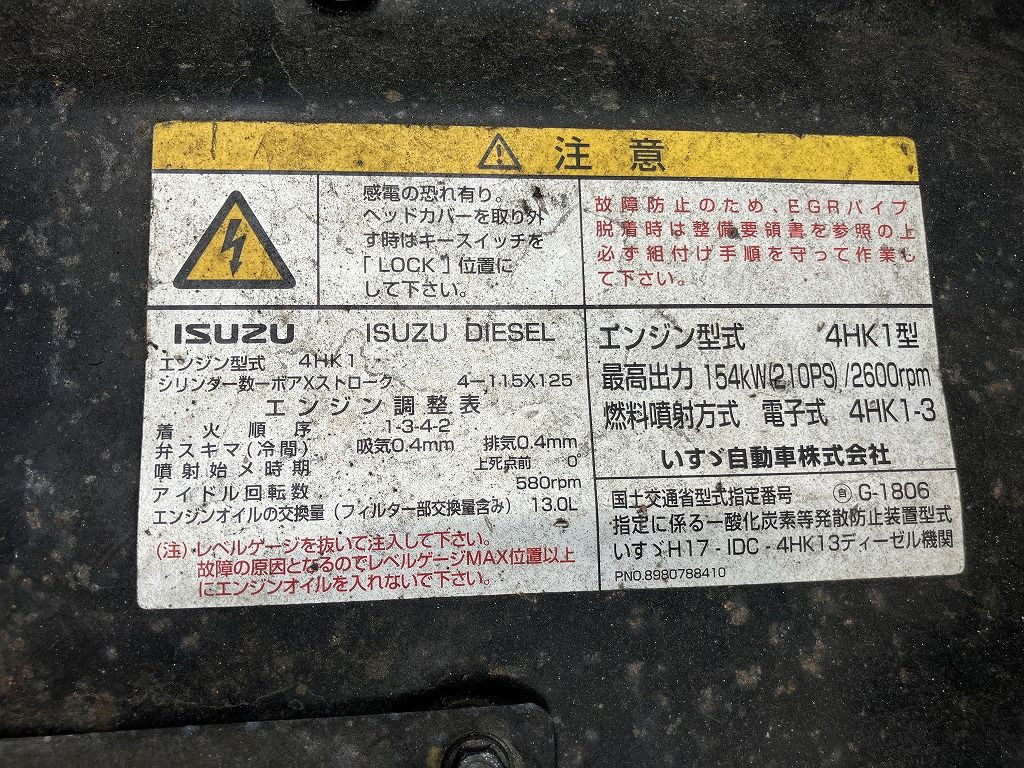 注意
感電の恐れ有り。
ヘッドカバーを取り外
す時はキースイッチを
「LOCK」位置に
して下さい。
故障防止のため、EGRパイプ
脱着時は整備要領書を参照の上
必ず組付け手順を守って作業し
て下さい。
ISUZU ISUZU DIESEL
エンジン型式 4HK1
シリンダー数ーボアXストローク 4-115X125
エンジン調整表
着火順序 1-3-4-2
弁スキマ(冷間) 吸気0.4mm 排気0.4mm
噴射始メ時期 上死点前 0°
アイドル回転数 580rpm
エンジンオイルの交換量(フィルター部交換量含み) 13.0L
(注)レベルゲージを抜いて注入して下さい。
故障の原因となるのでレベルゲージMAX位置以上
にエンジンオイルを入れないで下さい。
エンジン型式 4HK1型
最高出力 154kW(210PS)/2600rpm
燃料噴射方式 電子式 4HK1-3
いすゞ自動車株式会社
国土交通省型式指定番号 自 G-1806
指定に係る一酸化炭素等発散防止装置型式
いすゞH17-IDC-4HK13ディーゼル機関
PNO.8980788410